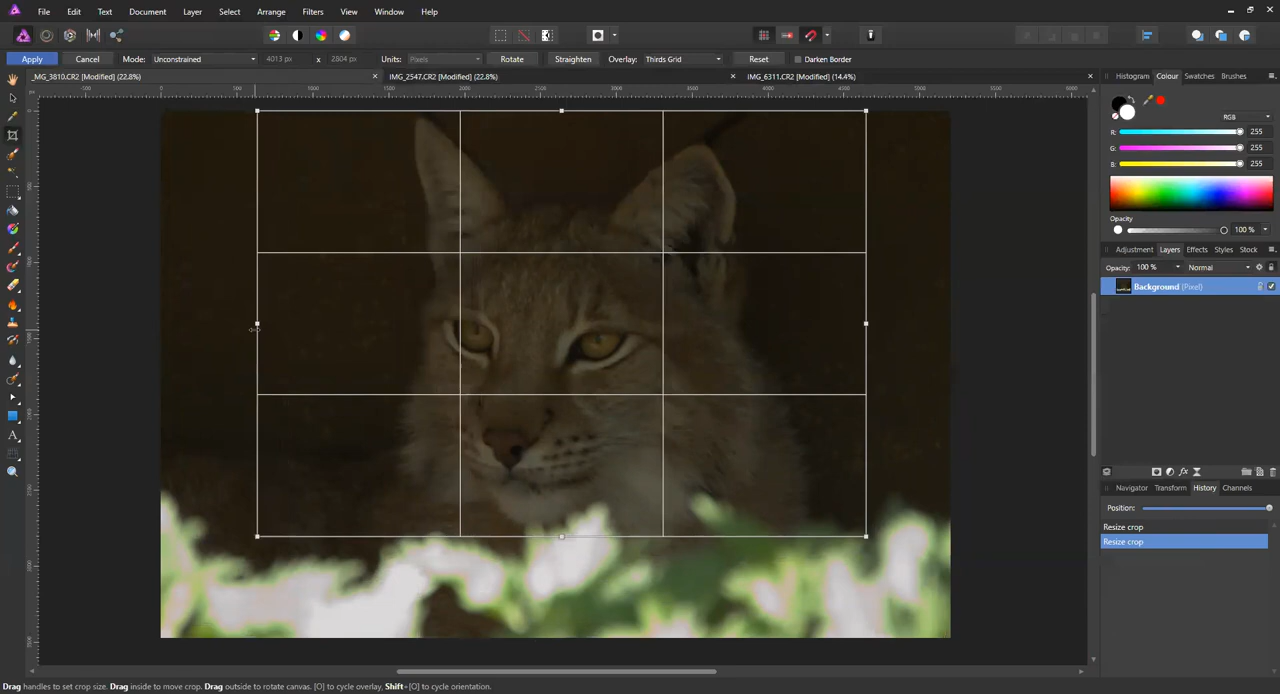 File Edit Text Document Layer Select Arrange Filters View Window Help
Apply Cancel Mode: Unconstrained 4013 px x 2804 px Units: Pixels Rotate Straighten Overlay: Thirds Grid Reset Darken Border
_MG_3810.CR2 [Modified] (22.8%) IMG_2547.CR2 [Modified] (22.8%) IMG_6311.CR2 [Modified] (14.4%)
Histogram Colour Swatches Brushes
RGB
R: 255
G: 255
B: 255
Opacity
100 %
Adjustment Layers Effects Styles Stock
Opacity: 100 % Normal
Background (Pixel)
Navigator Transform History Channels
Position:
Resize crop
Resize crop
Drag handles to set crop size. Drag inside to move crop. Drag outside to rotate canvas. [O] to cycle overlay, Shift+[O] to cycle orientation.